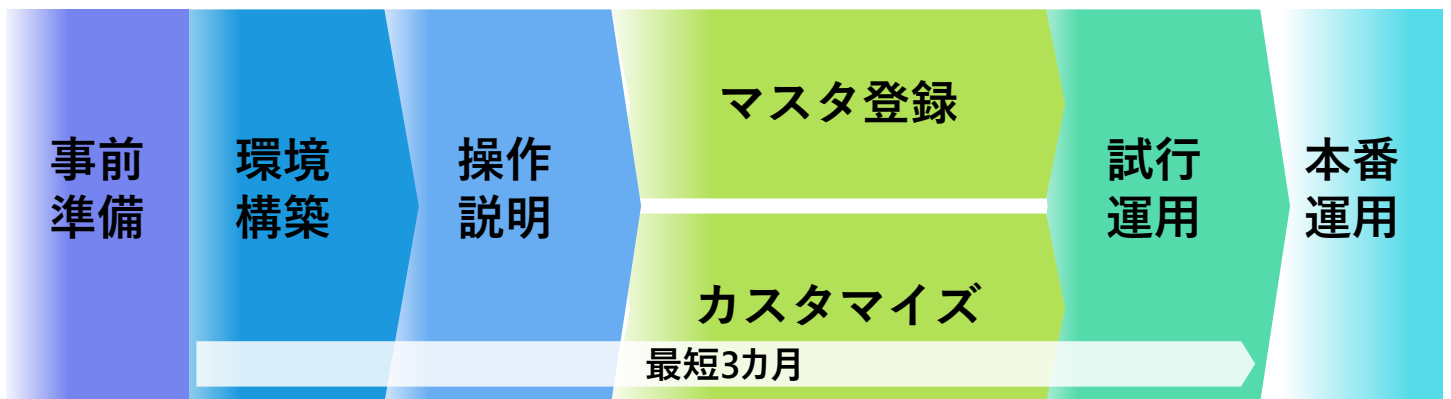 事前
準備
環境
構築
操作
説明
マスタ登録
カスタマイズ
試行
運用
本番
運用
最短3カ月